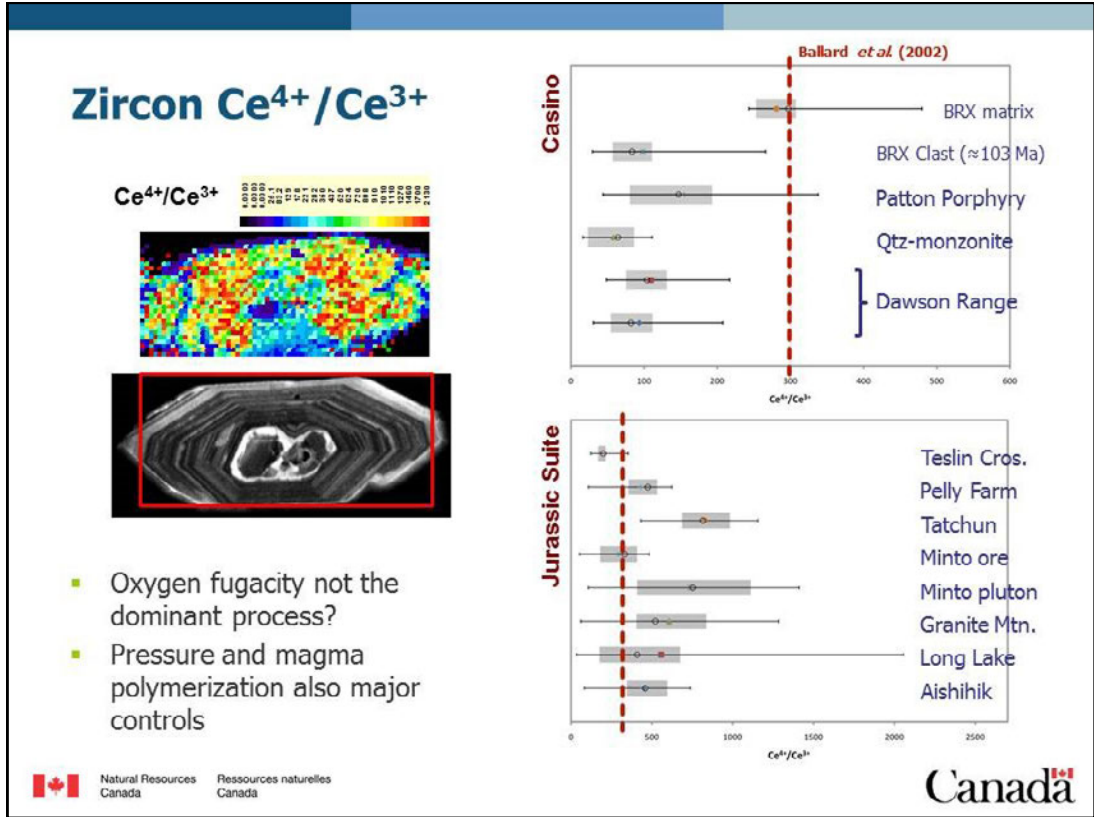 Zircon Ce⁴⁺/Ce³⁺
Ce⁴⁺/Ce³⁺
Oxygen fugacity not the
dominant process?
Pressure and magma
polymerization also major
controls
Ballard et al. (2002)
Casino
BRX matrix
BRX Clast (≈103 Ma)
Patton Porphyry
Qtz-monzonite
Dawson Range
0 100 200 300 400 500 600
Ce⁴⁺/Ce³⁺
Jurassic Suite
Teslin Cros.
Pelly Farm
Tatchun
Minto ore
Minto pluton
Granite Mtn.
Long Lake
Aishihik
0 500 1000 1500 2000 2500
Ce⁴⁺/Ce³⁺
Natural Resources Ressources naturelles
Canada Canada
Canada